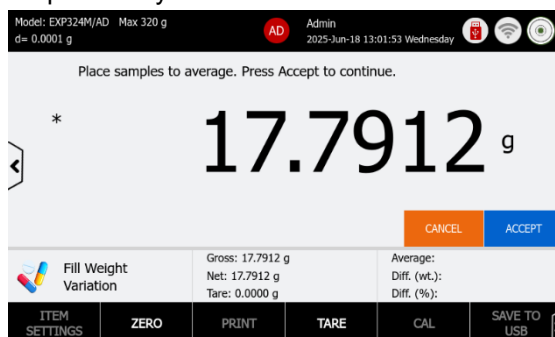 Model: EXP324M/AD Max 320 g
d= 0.0001 g
AD
Admin
2025-Jun-18 13:01:53 Wednesday
Place samples to average. Press Accept to continue.
* 17.7912 g
CANCEL ACCEPT
Fill Weight
Variation
Gross: 17.7912 g
Net: 17.7912 g
Tare: 0.0000 g
Average:
Diff. (wt.):
Diff. (%):
ITEM
SETTINGS
ZERO
PRINT
TARE
CAL
SAVE TO
USB